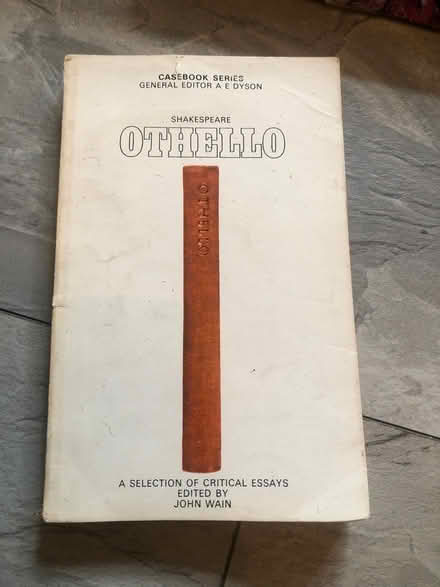 CASEBOOK SERIES
GENERAL EDITOR A E DYSON
SHAKESPEARE
OTHELLO
OTHELLO
A SELECTION OF CRITICAL ESSAYS
EDITED BY
JOHN WAIN